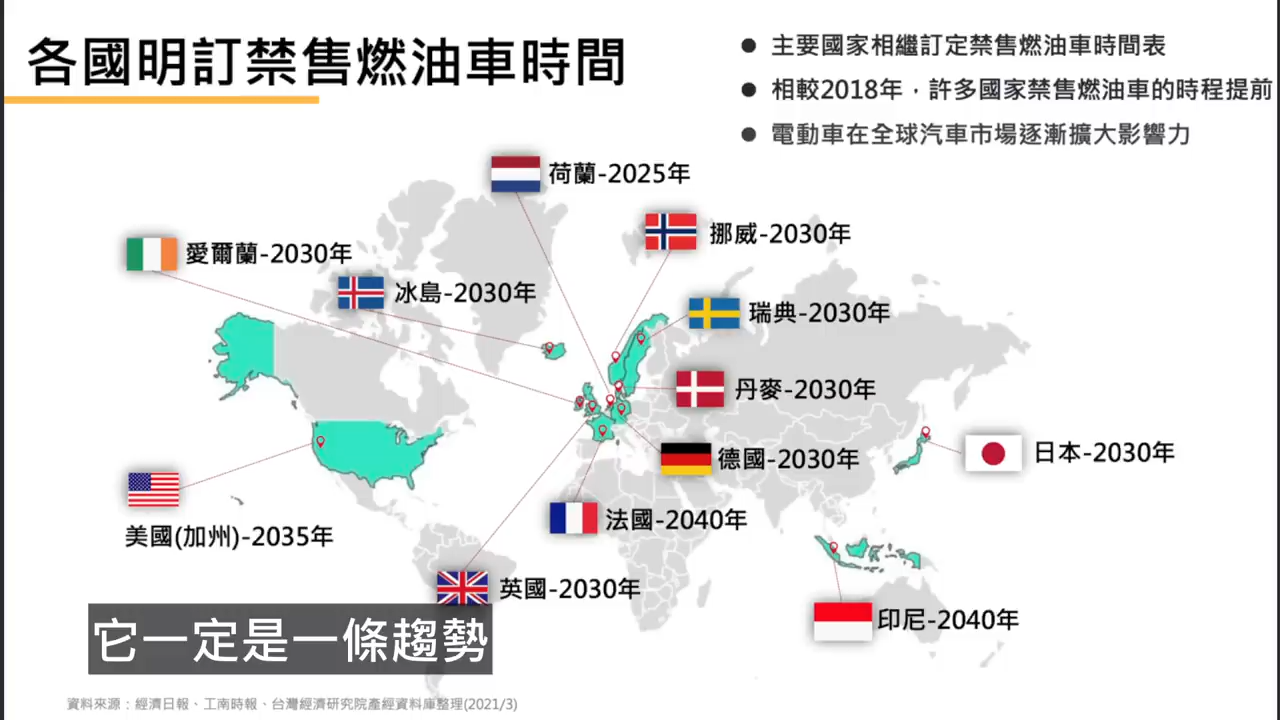 各國明訂禁售燃油車時間
● 主要國家相繼訂定禁售燃油車時間表
● 相較2018年，許多國家禁售燃油車的時程提前
● 電動車在全球汽車市場逐漸擴大影響力
荷蘭-2025年
挪威-2030年
愛爾蘭-2030年
冰島-2030年
瑞典-2030年
丹麥-2030年
日本-2030年
德國-2030年
法國-2040年
美國(加州)-2035年
英國-2030年
印尼-2040年
它一定是一條趨勢
資料來源：經濟日報、工商時報、台灣經濟研究院產經資料庫整理(2021/3)